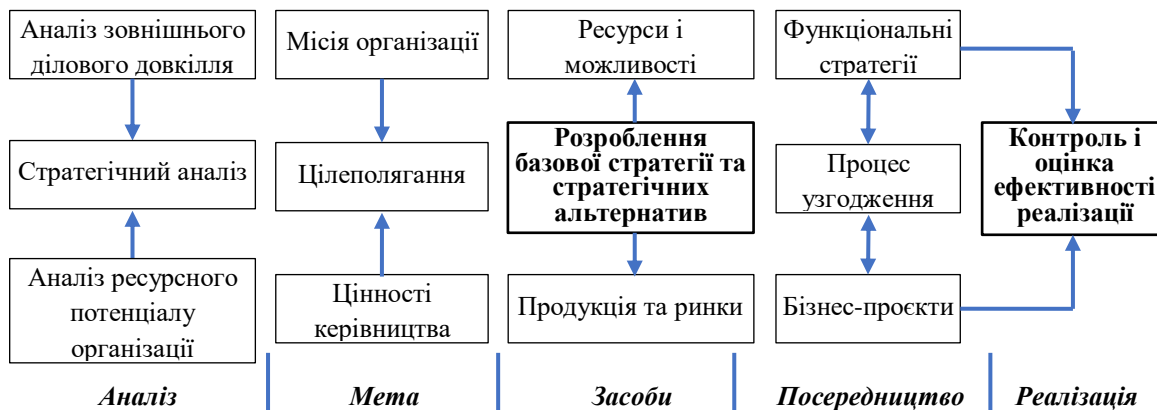 Аналіз зовнішнього
ділового довкілля
Стратегічний аналіз
Аналіз ресурсного
потенціалу
організації
Місія організації
Цілеполягання
Цінності
керівництва
Ресурси і
можливості
Розроблення
базової стратегії та
стратегічних
альтернатив
Продукція та ринки
Функціональні
стратегії
Процес
узгодження
Бізнес-проєкти
Контроль і
оцінка
ефективності
реалізації
Аналіз
Мета
Засоби
Посередництво
Реалізація